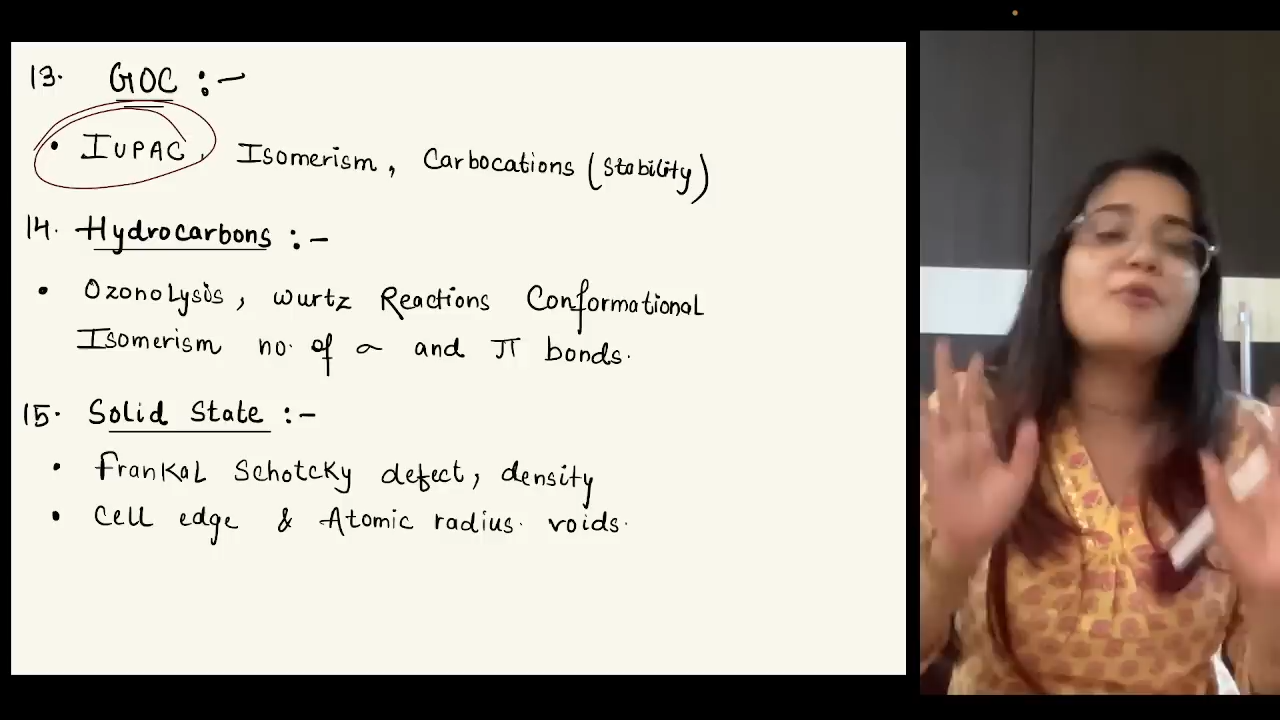 13. GOC :-
• IUPAC, Isomerism, Carbocations (Stability)
14. Hydrocarbons :-
• Ozonolysis, wurtz Reactions Conformational
Isomerism no. of σ and π bonds.
15. Solid State :-
• Frankal Schotcky defect, density
• Cell edge & Atomic radius. voids.